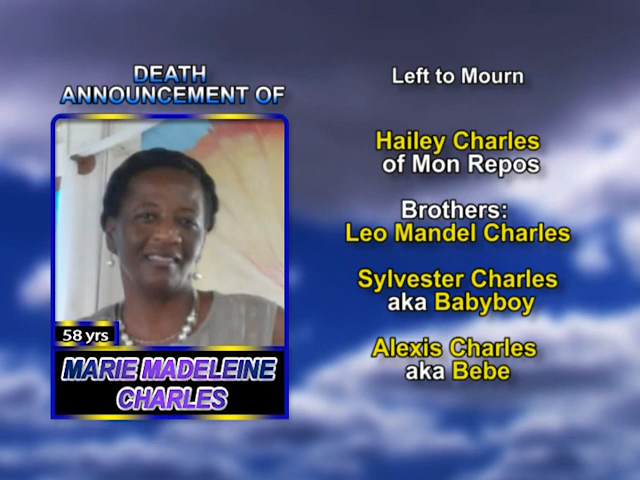 DEATH
ANNOUNCEMENT OF
58 yrs
MARIE MADELEINE
CHARLES
Left to Mourn
Hailey Charles
of Mon Repos
Brothers:
Leo Mandel Charles
Sylvester Charles
aka Babyboy
Alexis Charles
aka Bebe